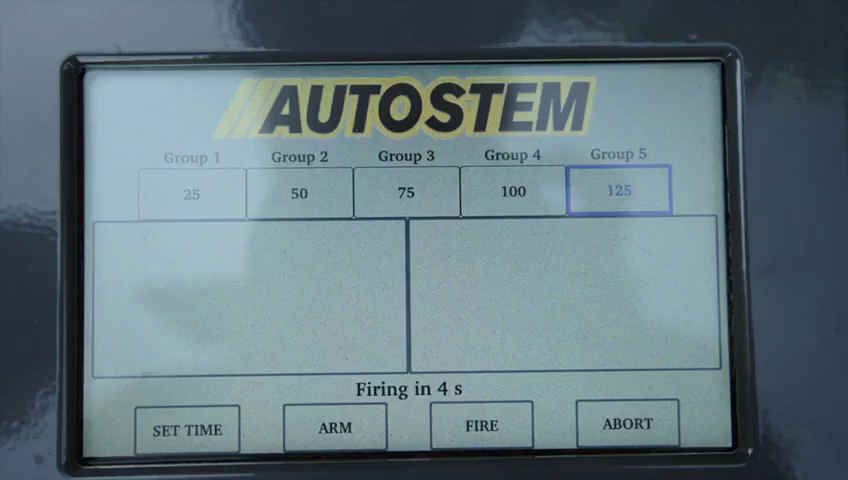 AUTOSTEM
Group 1 Group 2 Group 3 Group 4 Group 5
25 50 75 100 125
Firing in 4 s
SET TIME ARM FIRE ABORT